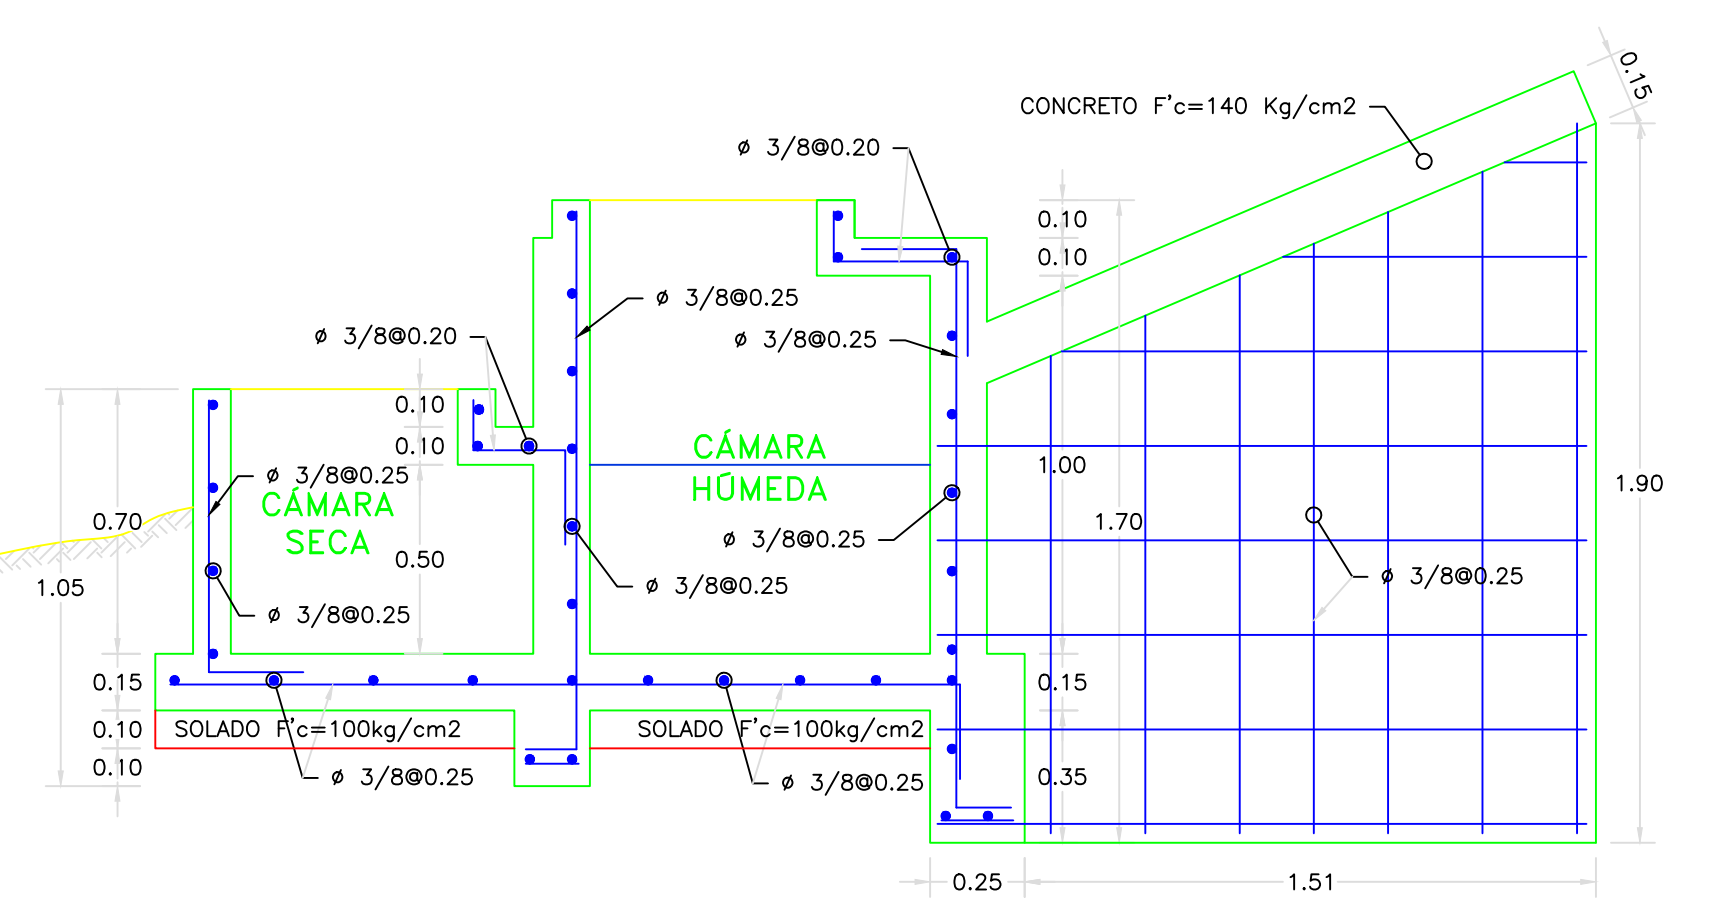 0.15
CONCRETO F'c=140 Kg/cm2
ø 3/8@0.20
0.10
0.10
ø 3/8@0.25
ø 3/8@0.20
ø 3/8@0.25
0.10
0.10
CÁMARA
HÚMEDA
1.00
ø 3/8@0.25
CÁMARA
SECA
1.90
0.70
1.70
ø 3/8@0.25
0.50
ø 3/8@0.25
ø 3/8@0.25
1.05
ø 3/8@0.25
0.15
0.15
0.10
SOLADO F'c=100kg/cm2
SOLADO F'c=100kg/cm2
0.10
ø 3/8@0.25
ø 3/8@0.25
0.35
0.25
1.51